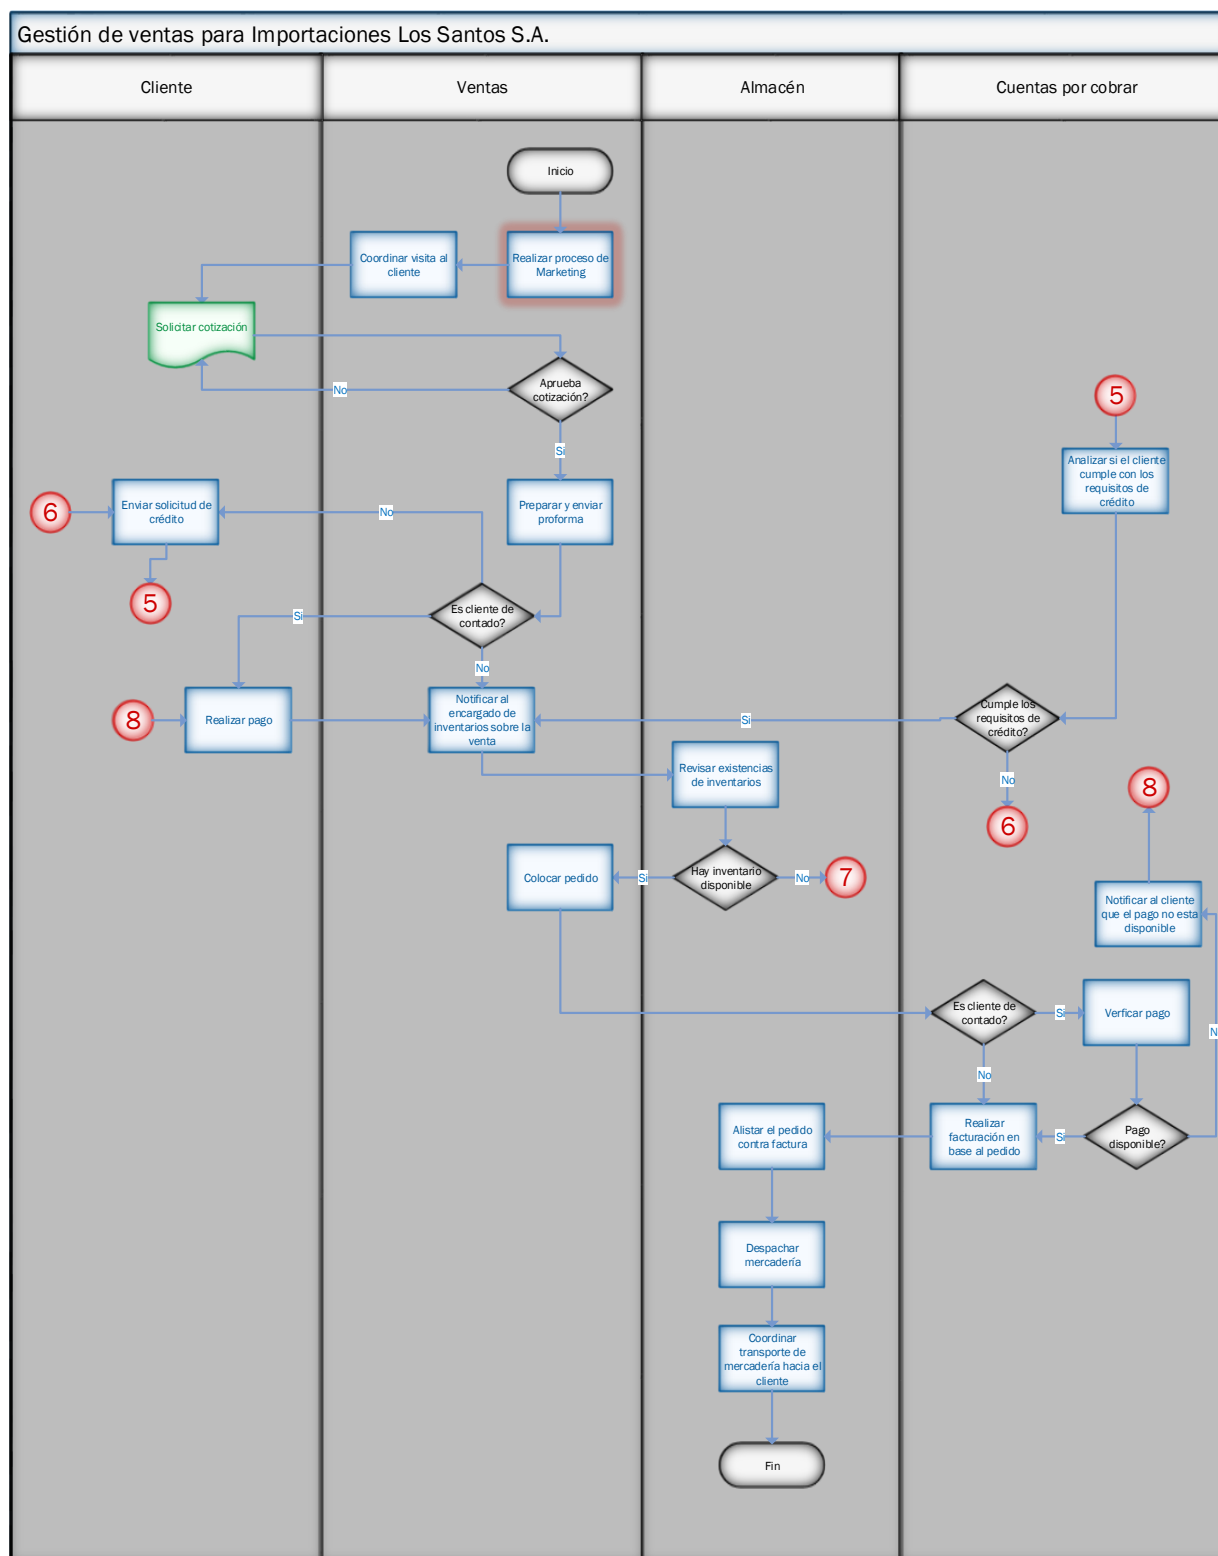 Gestión de ventas para Importaciones Los Santos S.A.
Cliente
Ventas
Almacén
Cuentas por cobrar
Inicio
Coordinar visita al
cliente
Realizar proceso de
Marketing
Solicitar cotización
Aprueba
cotización?
No
Si
5
Analizar si el cliente
cumple con los
requisitos de
crédito
6
Enviar solicitud de
crédito
No
Preparar y enviar
proforma
5
Es cliente de
contado?
Si
No
8
Realizar pago
Notificar al
encargado de
inventarios sobre la
venta
Si
Cumple los
requisitos de
crédito?
No
6
Revisar existencias
de inventarios
8
Colocar pedido
Si
Hay inventario
disponible
No
7
Notificar al cliente
que el pago no esta
disponible
Es cliente de
contado?
Si
Verficar pago
N
No
Alistar el pedido
contra factura
Realizar
facturación en
base al pedido
Si
Pago
disponible?
Despachar
mercadería
Coordinar
transporte de
mercadería hacia el
cliente
Fin